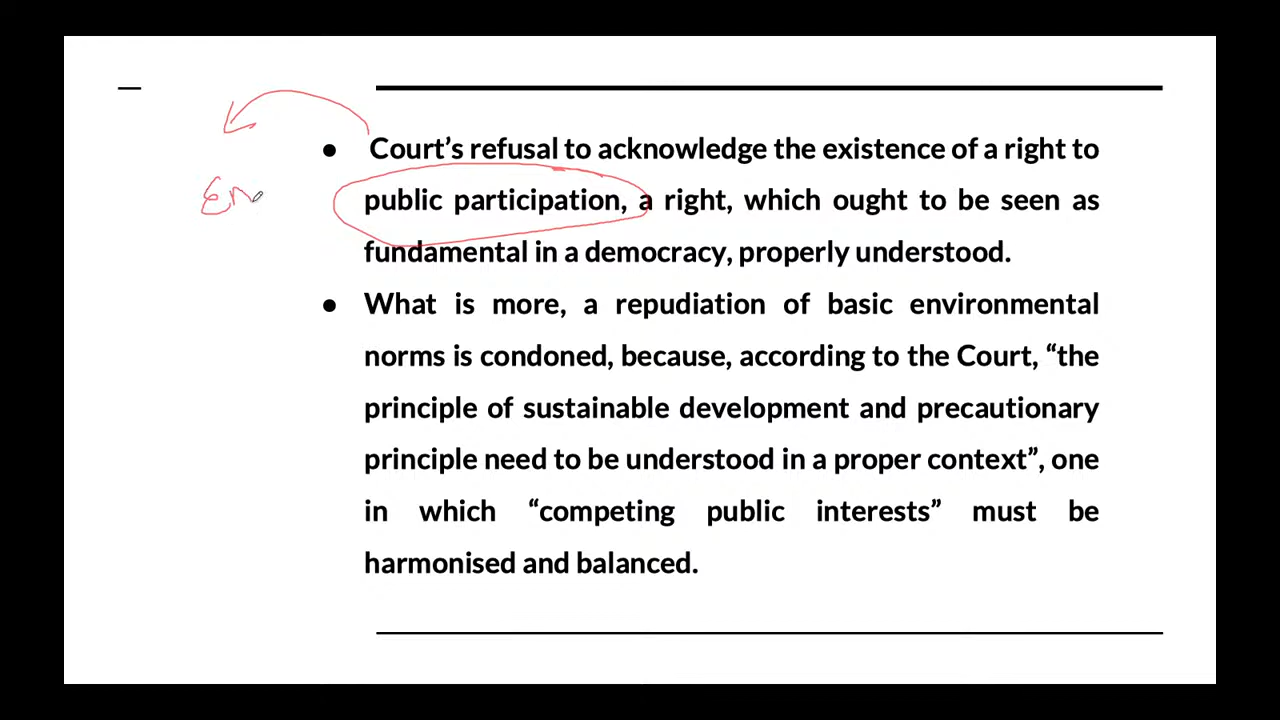 ● Court's refusal to acknowledge the existence of a right to
public participation, a right, which ought to be seen as
fundamental in a democracy, properly understood.
● What is more, a repudiation of basic environmental
norms is condoned, because, according to the Court, “the
principle of sustainable development and precautionary
principle need to be understood in a proper context”, one
in which “competing public interests” must be
harmonised and balanced.
En